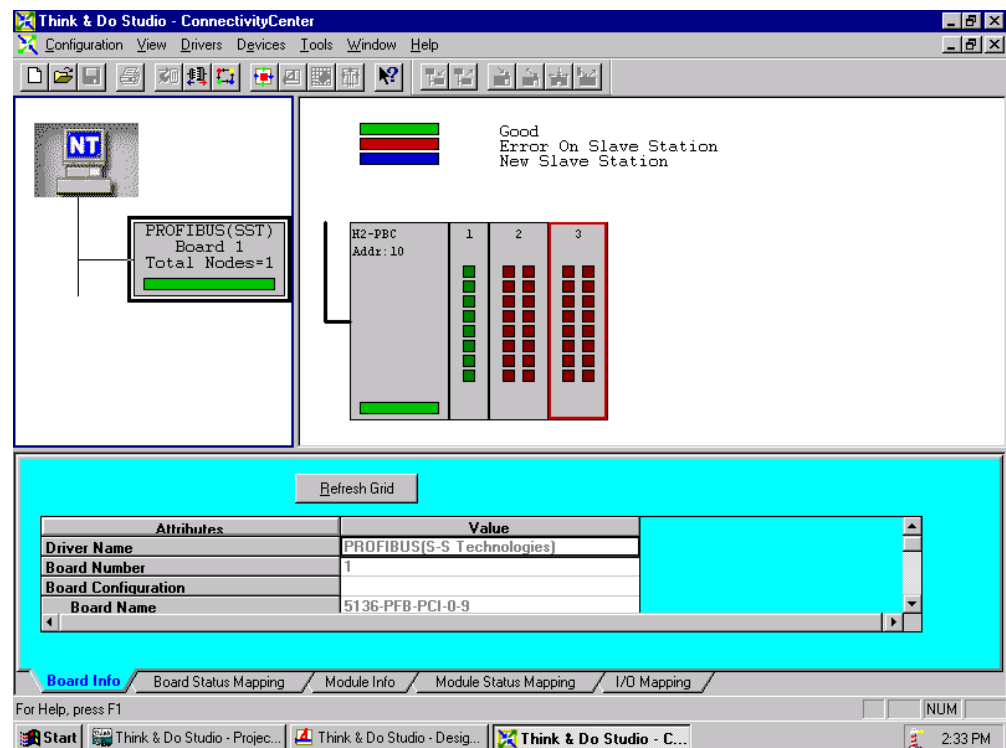 Think & Do Studio - ConnectivityCenter
Configuration View Drivers Devices Tools Window Help
NT
PROFIBUS(SST)
Board 1
Total Nodes=1
Good
Error On Slave Station
New Slave Station
H2-PBC
Addr:10
1
2
3
Refresh Grid
Attributes Value
Driver Name PROFIBUS(S-S Technologies)
Board Number 1
Board Configuration
Board Name 5136-PFB-PCI-0-9
Board Info Board Status Mapping Module Info Module Status Mapping I/O Mapping
For Help, press F1 NUM
Start Think & Do Studio - Projec... Think & Do Studio - Desig... Think & Do Studio - C... 2:33 PM